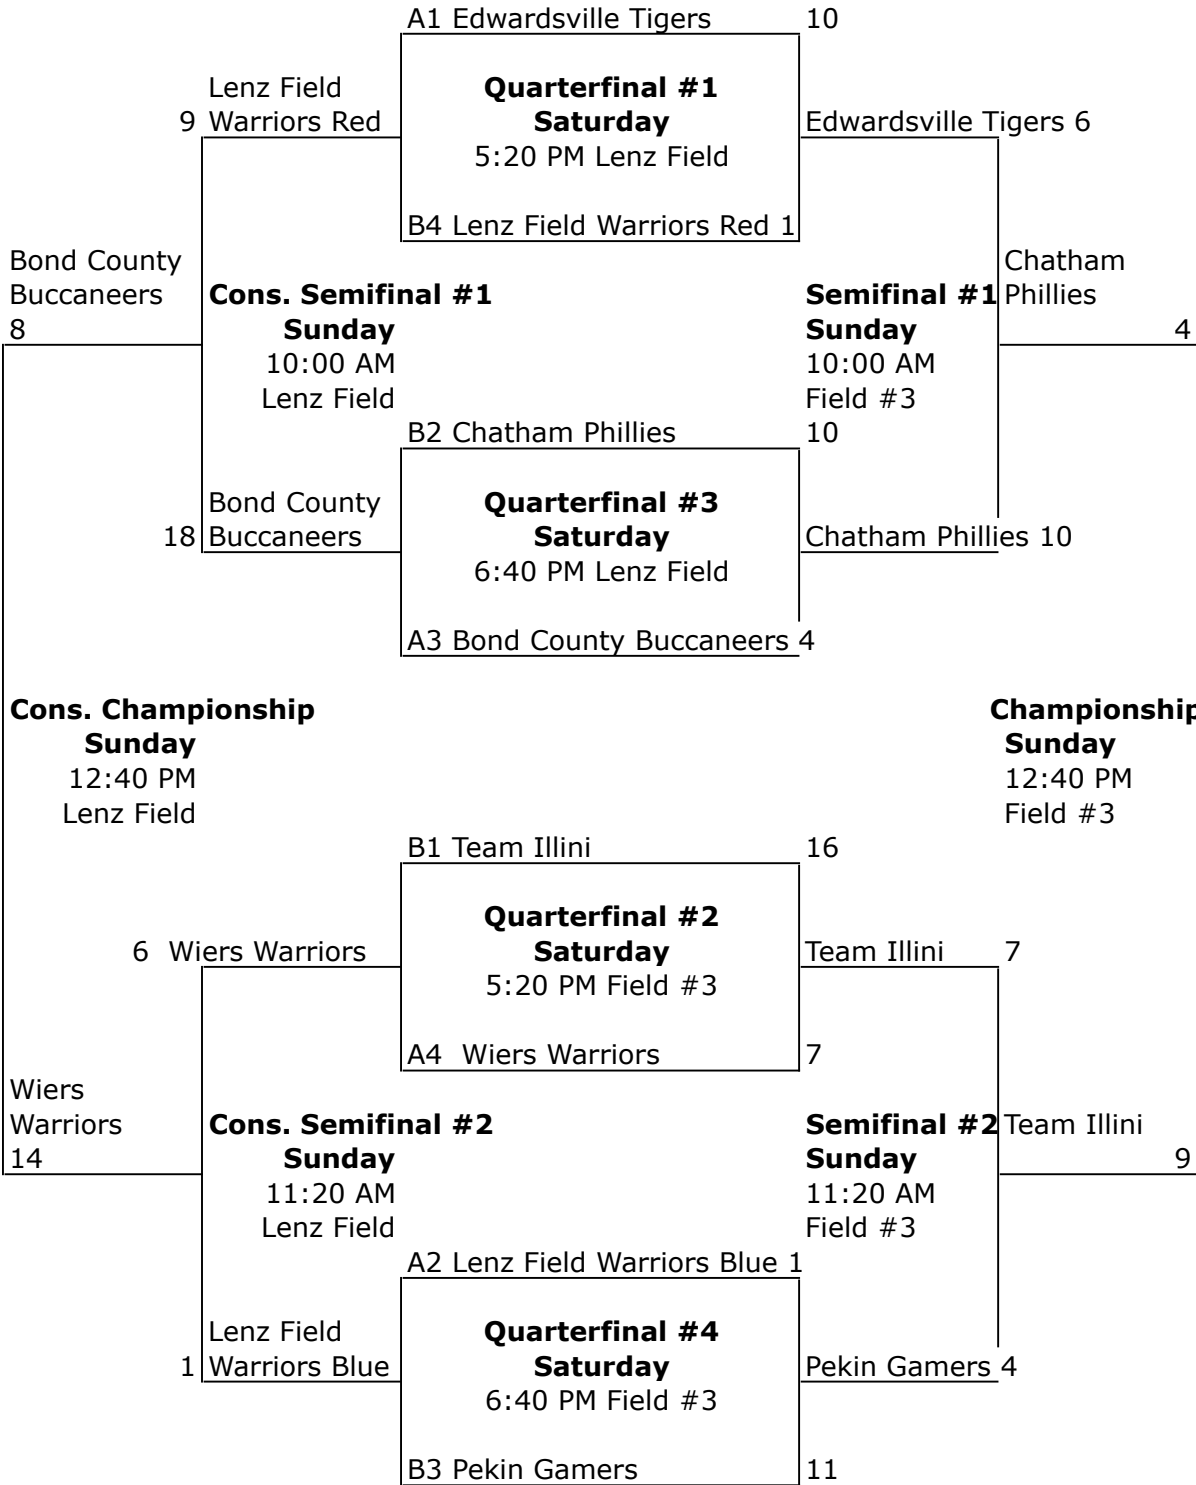 A1 Edwardsville Tigers 10
Lenz Field Quarterfinal #1
9 Warriors Red Saturday Edwardsville Tigers 6
5:20 PM Lenz Field
B4 Lenz Field Warriors Red 1
Bond County Chatham
Buccaneers Cons. Semifinal #1 Semifinal #1 Phillies
8 Sunday Sunday 4
10:00 AM 10:00 AM
Lenz Field Field #3
B2 Chatham Phillies 10
Bond County Quarterfinal #3
18 Buccaneers Saturday Chatham Phillies 10
6:40 PM Lenz Field
A3 Bond County Buccaneers 4
Cons. Championship Championship
Sunday Sunday
12:40 PM 12:40 PM
Lenz Field Field #3
B1 Team Illini 16
Quarterfinal #2
6 Wiers Warriors Saturday Team Illini 7
5:20 PM Field #3
A4 Wiers Warriors 7
Wiers
Warriors Cons. Semifinal #2 Semifinal #2 Team Illini
14 Sunday Sunday 9
11:20 AM 11:20 AM
Lenz Field Field #3
A2 Lenz Field Warriors Blue 1
Lenz Field Quarterfinal #4
1 Warriors Blue Saturday Pekin Gamers 4
6:40 PM Field #3
B3 Pekin Gamers 11